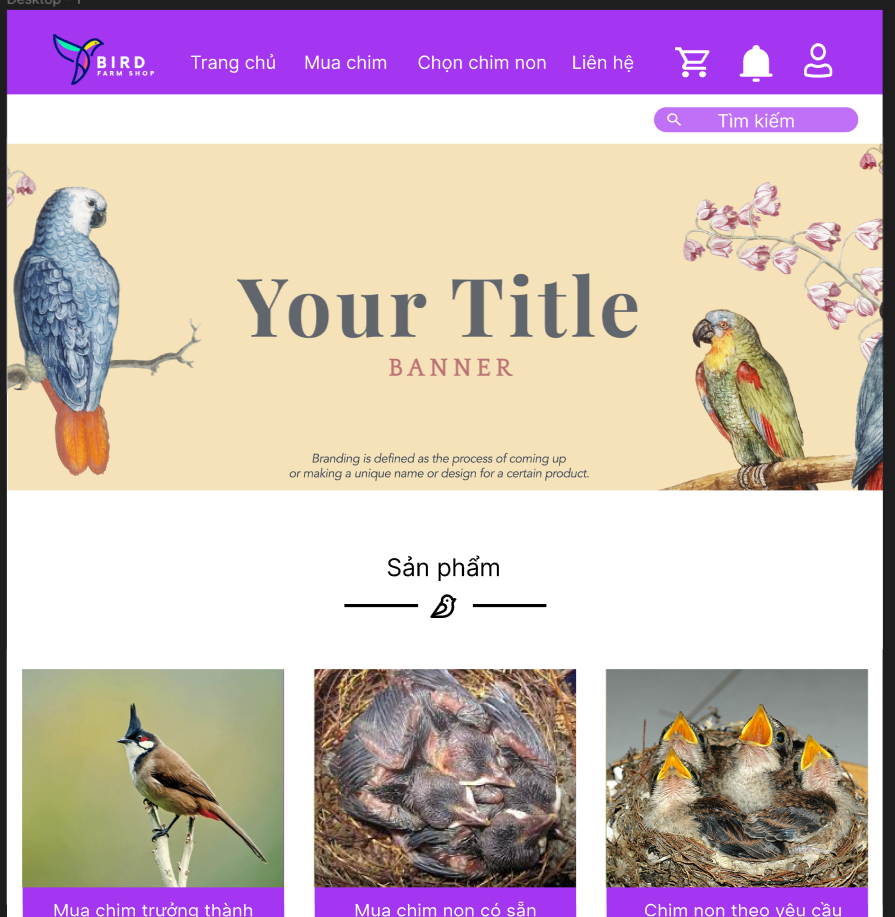 Desktop - 1
BIRD
FARM SHOP
Trang chủ
Mua chim
Chọn chim non
Liên hệ
Tìm kiếm
Your Title
BANNER
Branding is defined as the process of coming up
or making a unique name or design for a certain product.
Sản phẩm
Mua chim trưởng thành
Mua chim non có sẵn
Chim non theo yêu cầu